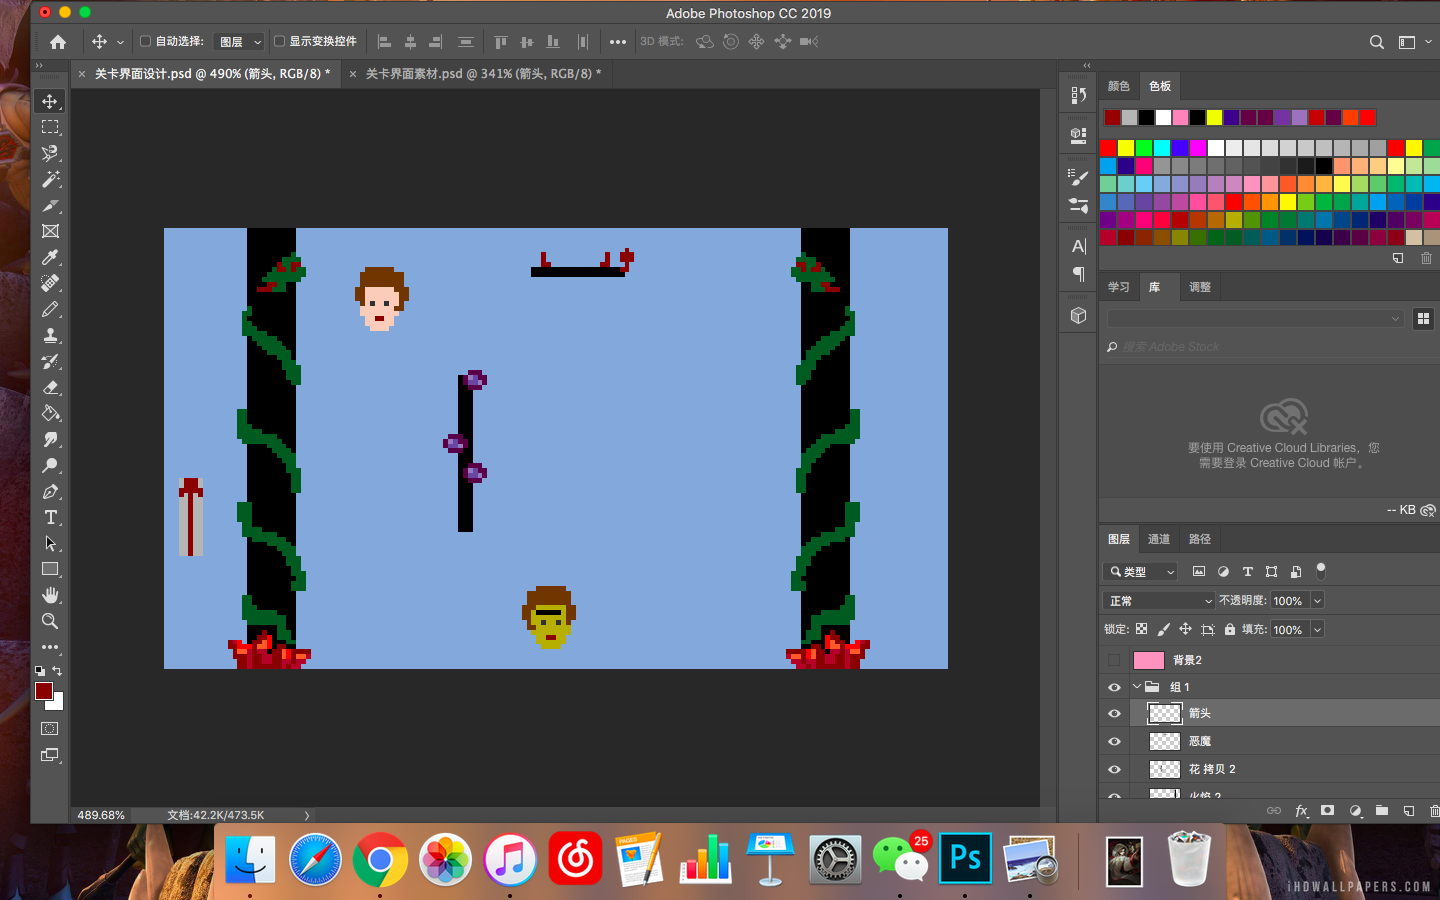 Adobe Photoshop CC 2019
自动选择:
图层
显示变换控件
3D 模式:
关卡界面设计.psd @ 490% (箭头, RGB/8) *
关卡界面素材.psd @ 341% (箭头, RGB/8) *
颜色
色板
学习
库
调整
搜索 Adobe Stock
要使用 Creative Cloud Libraries，您
需要登录 Creative Cloud 帐户。
-- KB
图层
通道
路径
类型
正常
不透明度:
100%
锁定:
填充:
100%
背景2
组 1
箭头
恶魔
花 拷贝 2
火焰 2
fx
489.68%
文档:42.2K/473.5K
PAGES
25
Ps
iHDWALLPAPERS.COM